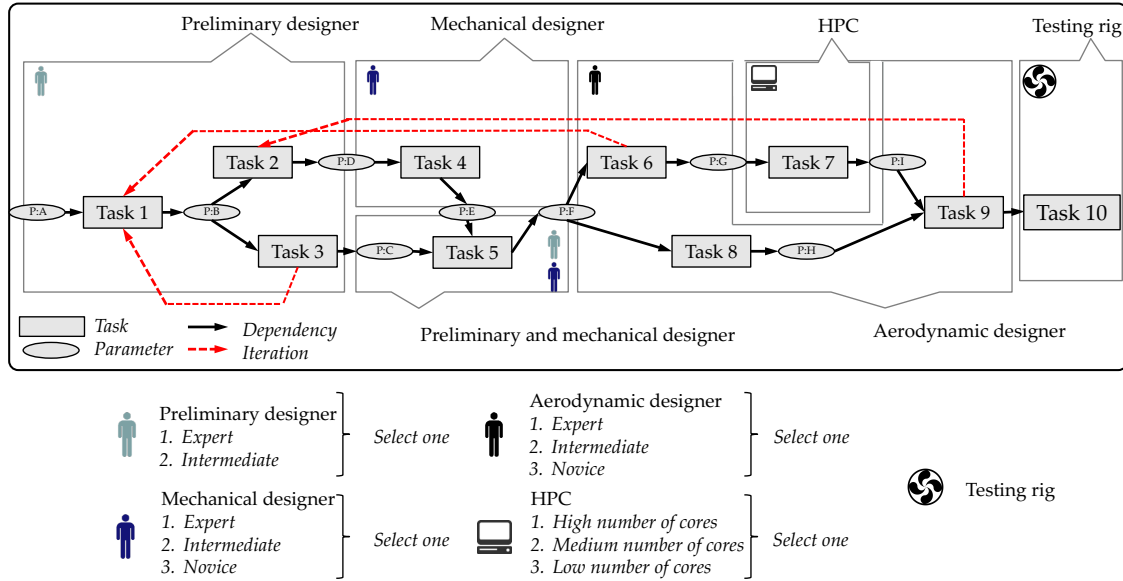 Preliminary designer
Mechanical designer
HPC
Testing rig
Task 2
P:D
Task 4
Task 6
P:G
Task 7
P:I
P:A
Task 1
P:B
P:E
P:F
Task 9
Task 10
Task 3
P:C
Task 5
Task 8
P:H
Task
Parameter
Dependency
Iteration
Preliminary and mechanical designer
Aerodynamic designer
Preliminary designer
1. Expert
2. Intermediate
Select one
Aerodynamic designer
1. Expert
2. Intermediate
3. Novice
Select one
Mechanical designer
1. Expert
2. Intermediate
3. Novice
Select one
HPC
1. High number of cores
2. Medium number of cores
3. Low number of cores
Select one
Testing rig